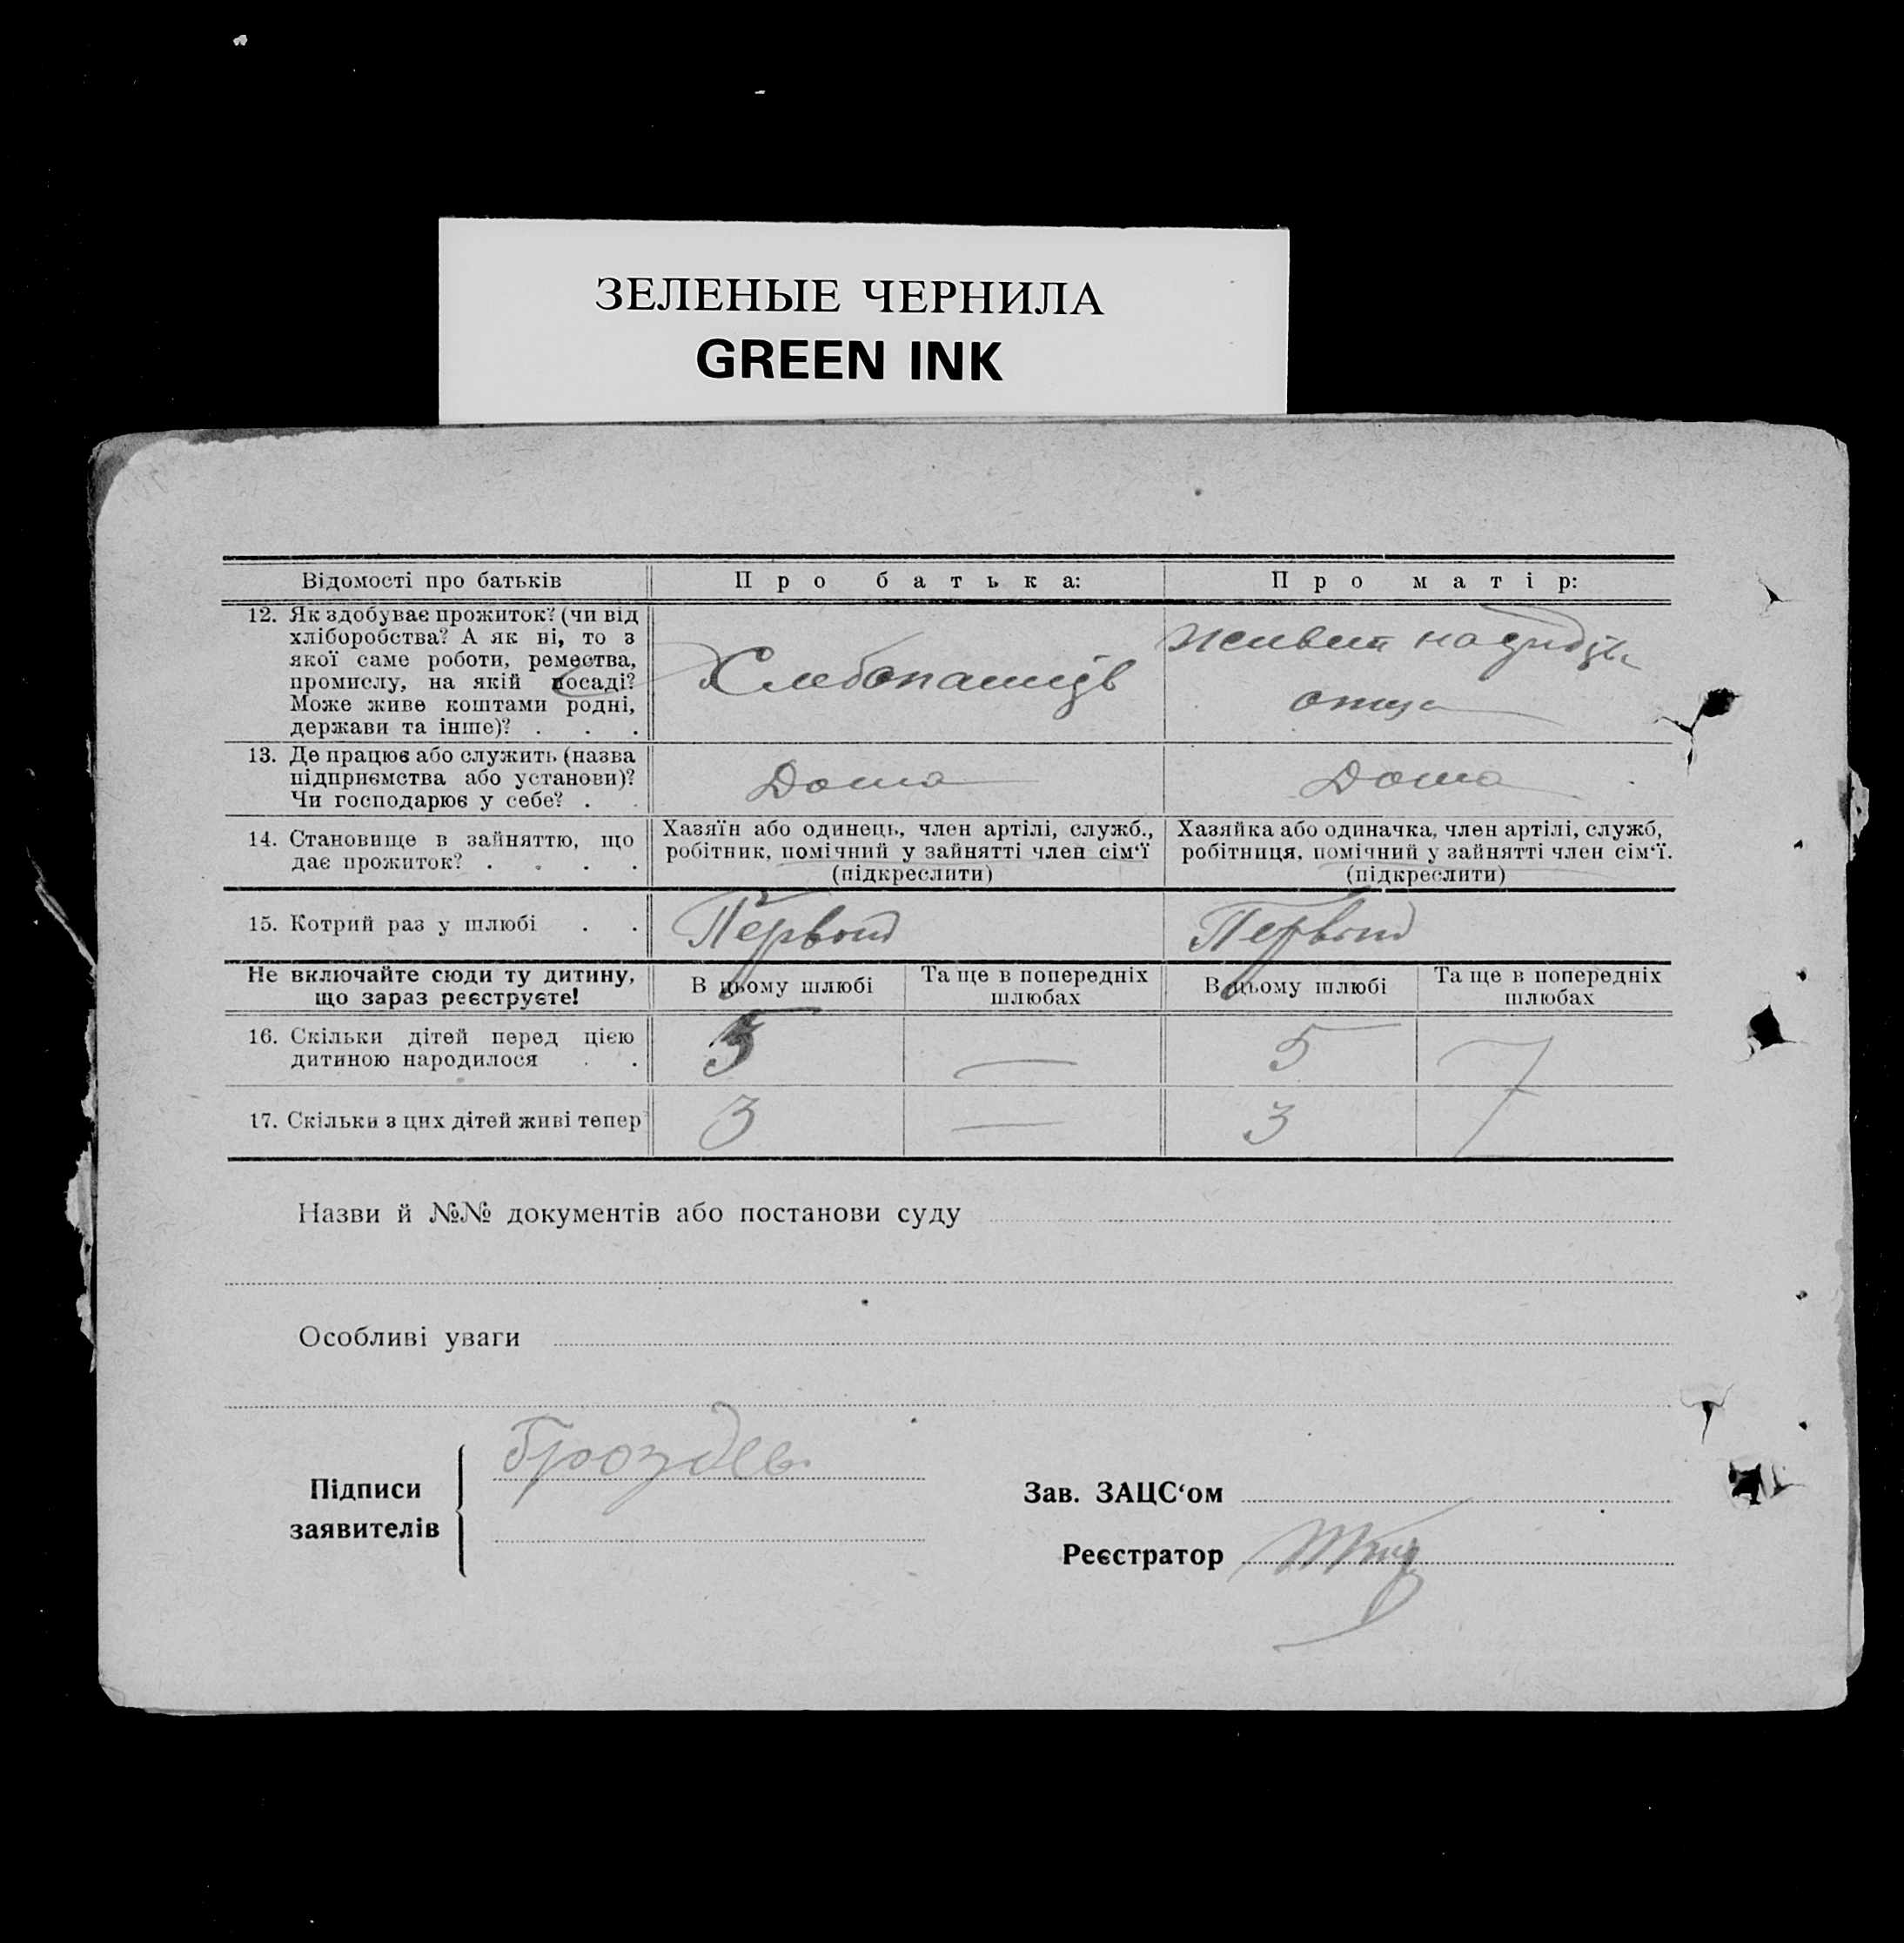 ЗЕЛЕНЫЕ ЧЕРНИЛА
GREEN INK
Відомості про батьків
Про батька:
Про матір:
12. Як здобуває прожиток? (чи від
хліборобства? А як ні, то з
якої саме роботи, ремества,
промислу, на якій посаді?
Може живе коштами родні,
держави та інше)? . . .
Хлебопашців
Живет на
отца
13. Де працює або служить (назва
підприємства або установи)?
Чи господарює у себе? . .
Дома
Дома
14. Становище в зайняттю, що
дає прожиток? . . . .
Хазяїн або одинець, член артілі, служб.,
робітник, помічний у зайнятті член сім‘ї
(підкреслити)
Хазяйка або одиначка, член артілі, служб,
робітниця, помічний у зайнятті член сім‘ї.
(підкреслити)
15. Котрий раз у шлюбі . .
Первой
Первой
Не включайте сюди ту дитину,
що зараз реєструєте!
В цьому шлюбі
Та ще в попередніх
шлюбах
В цьому шлюбі
Та ще в попередніх
шлюбах
16. Скільки дітей перед цією
дитиною народилося . .
5
—
5
17. Скільки з цих дітей живі тепер
3
—
3
Назви й №№ документів або постанови суду
Особливі уваги
Підписи
заявителів
Гроздев
Зав. ЗАЦС‘ом
Реєстратор